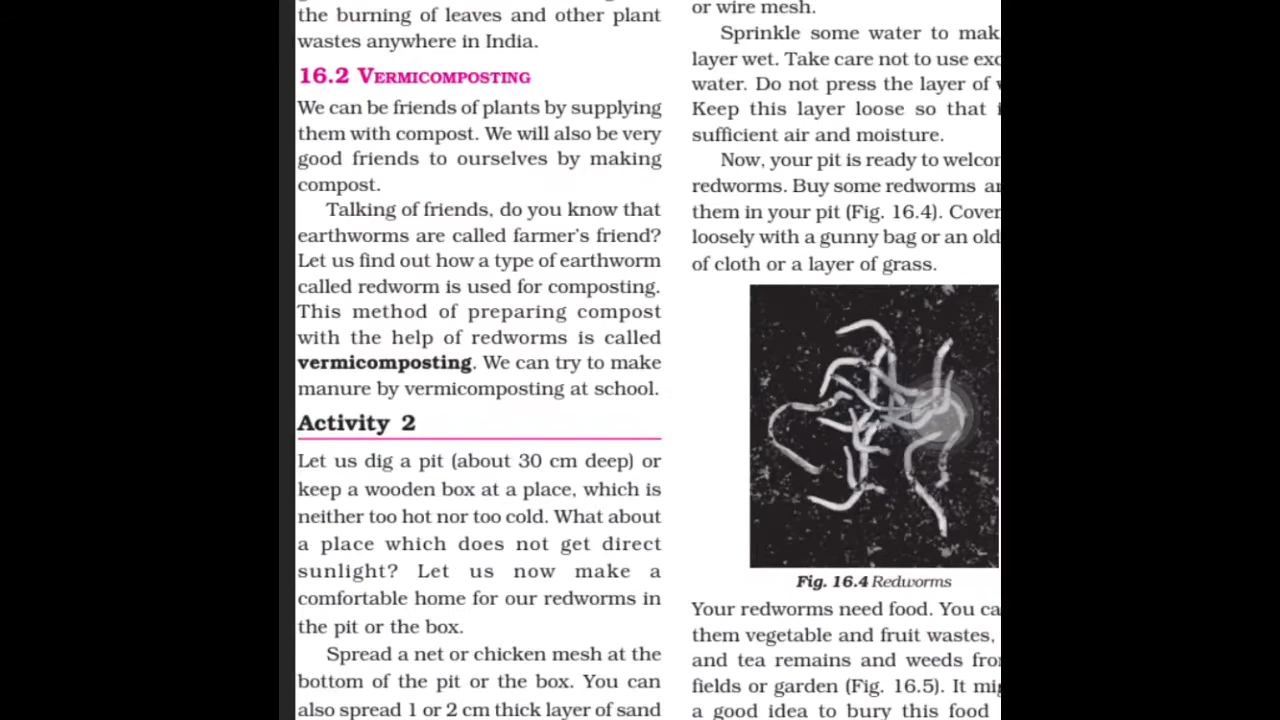 the burning of leaves and other plant
wastes anywhere in India.
16.2 VERMICOMPOSTING
We can be friends of plants by supplying
them with compost. We will also be very
good friends to ourselves by making
compost.
Talking of friends, do you know that
earthworms are called farmer's friend?
Let us find out how a type of earthworm
called redworm is used for composting.
This method of preparing compost
with the help of redworms is called
vermicomposting. We can try to make
manure by vermicomposting at school.
Activity 2
Let us dig a pit (about 30 cm deep) or
keep a wooden box at a place, which is
neither too hot nor too cold. What about
a place which does not get direct
sunlight? Let us now make a
comfortable home for our redworms in
the pit or the box.
Spread a net or chicken mesh at the
bottom of the pit or the box. You can
also spread 1 or 2 cm thick layer of sand
or wire mesh.
Sprinkle some water to mak
layer wet. Take care not to use exc
water. Do not press the layer of
Keep this layer loose so that
sufficient air and moisture.
Now, your pit is ready to welcom
redworms. Buy some redworms an
them in your pit (Fig. 16.4). Cover
loosely with a gunny bag or an old
of cloth or a layer of grass.
Fig. 16.4 Redworms
Your redworms need food. You ca
them vegetable and fruit wastes,
and tea remains and weeds fro
fields or garden (Fig. 16.5). It mig
a good idea to bury this food